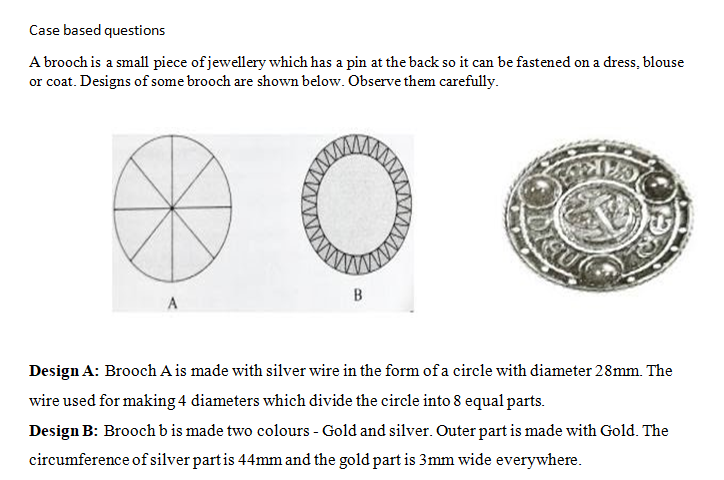 Case based questions
A brooch is a small piece of jewellery which has a pin at the back so it can be fastened on a dress, blouse
or coat. Designs of some brooch are shown below. Observe them carefully.
A
B
Design A: Brooch A is made with silver wire in the form of a circle with diameter 28mm. The
wire used for making 4 diameters which divide the circle into 8 equal parts.
Design B: Brooch b is made two colours - Gold and silver. Outer part is made with Gold. The
circumference of silver part is 44mm and the gold part is 3mm wide everywhere.